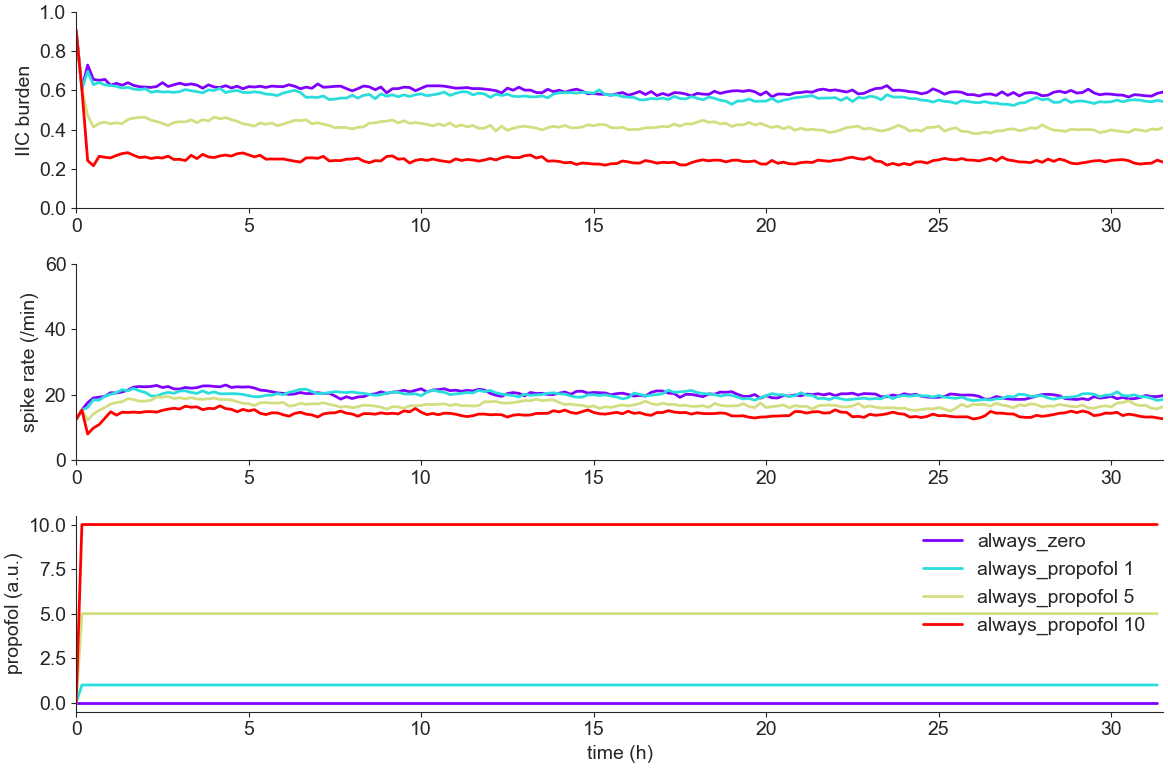 IIC burden
1.0
0.8
0.6
0.4
0.2
0.0
0 5 10 15 20 25 30
spike rate (/min)
60
40
20
0
0 5 10 15 20 25 30
propofol (a.u.)
10.0
7.5
5.0
2.5
0.0
always_zero
always_propofol 1
always_propofol 5
always_propofol 10
0 5 10 15 20 25 30
time (h)